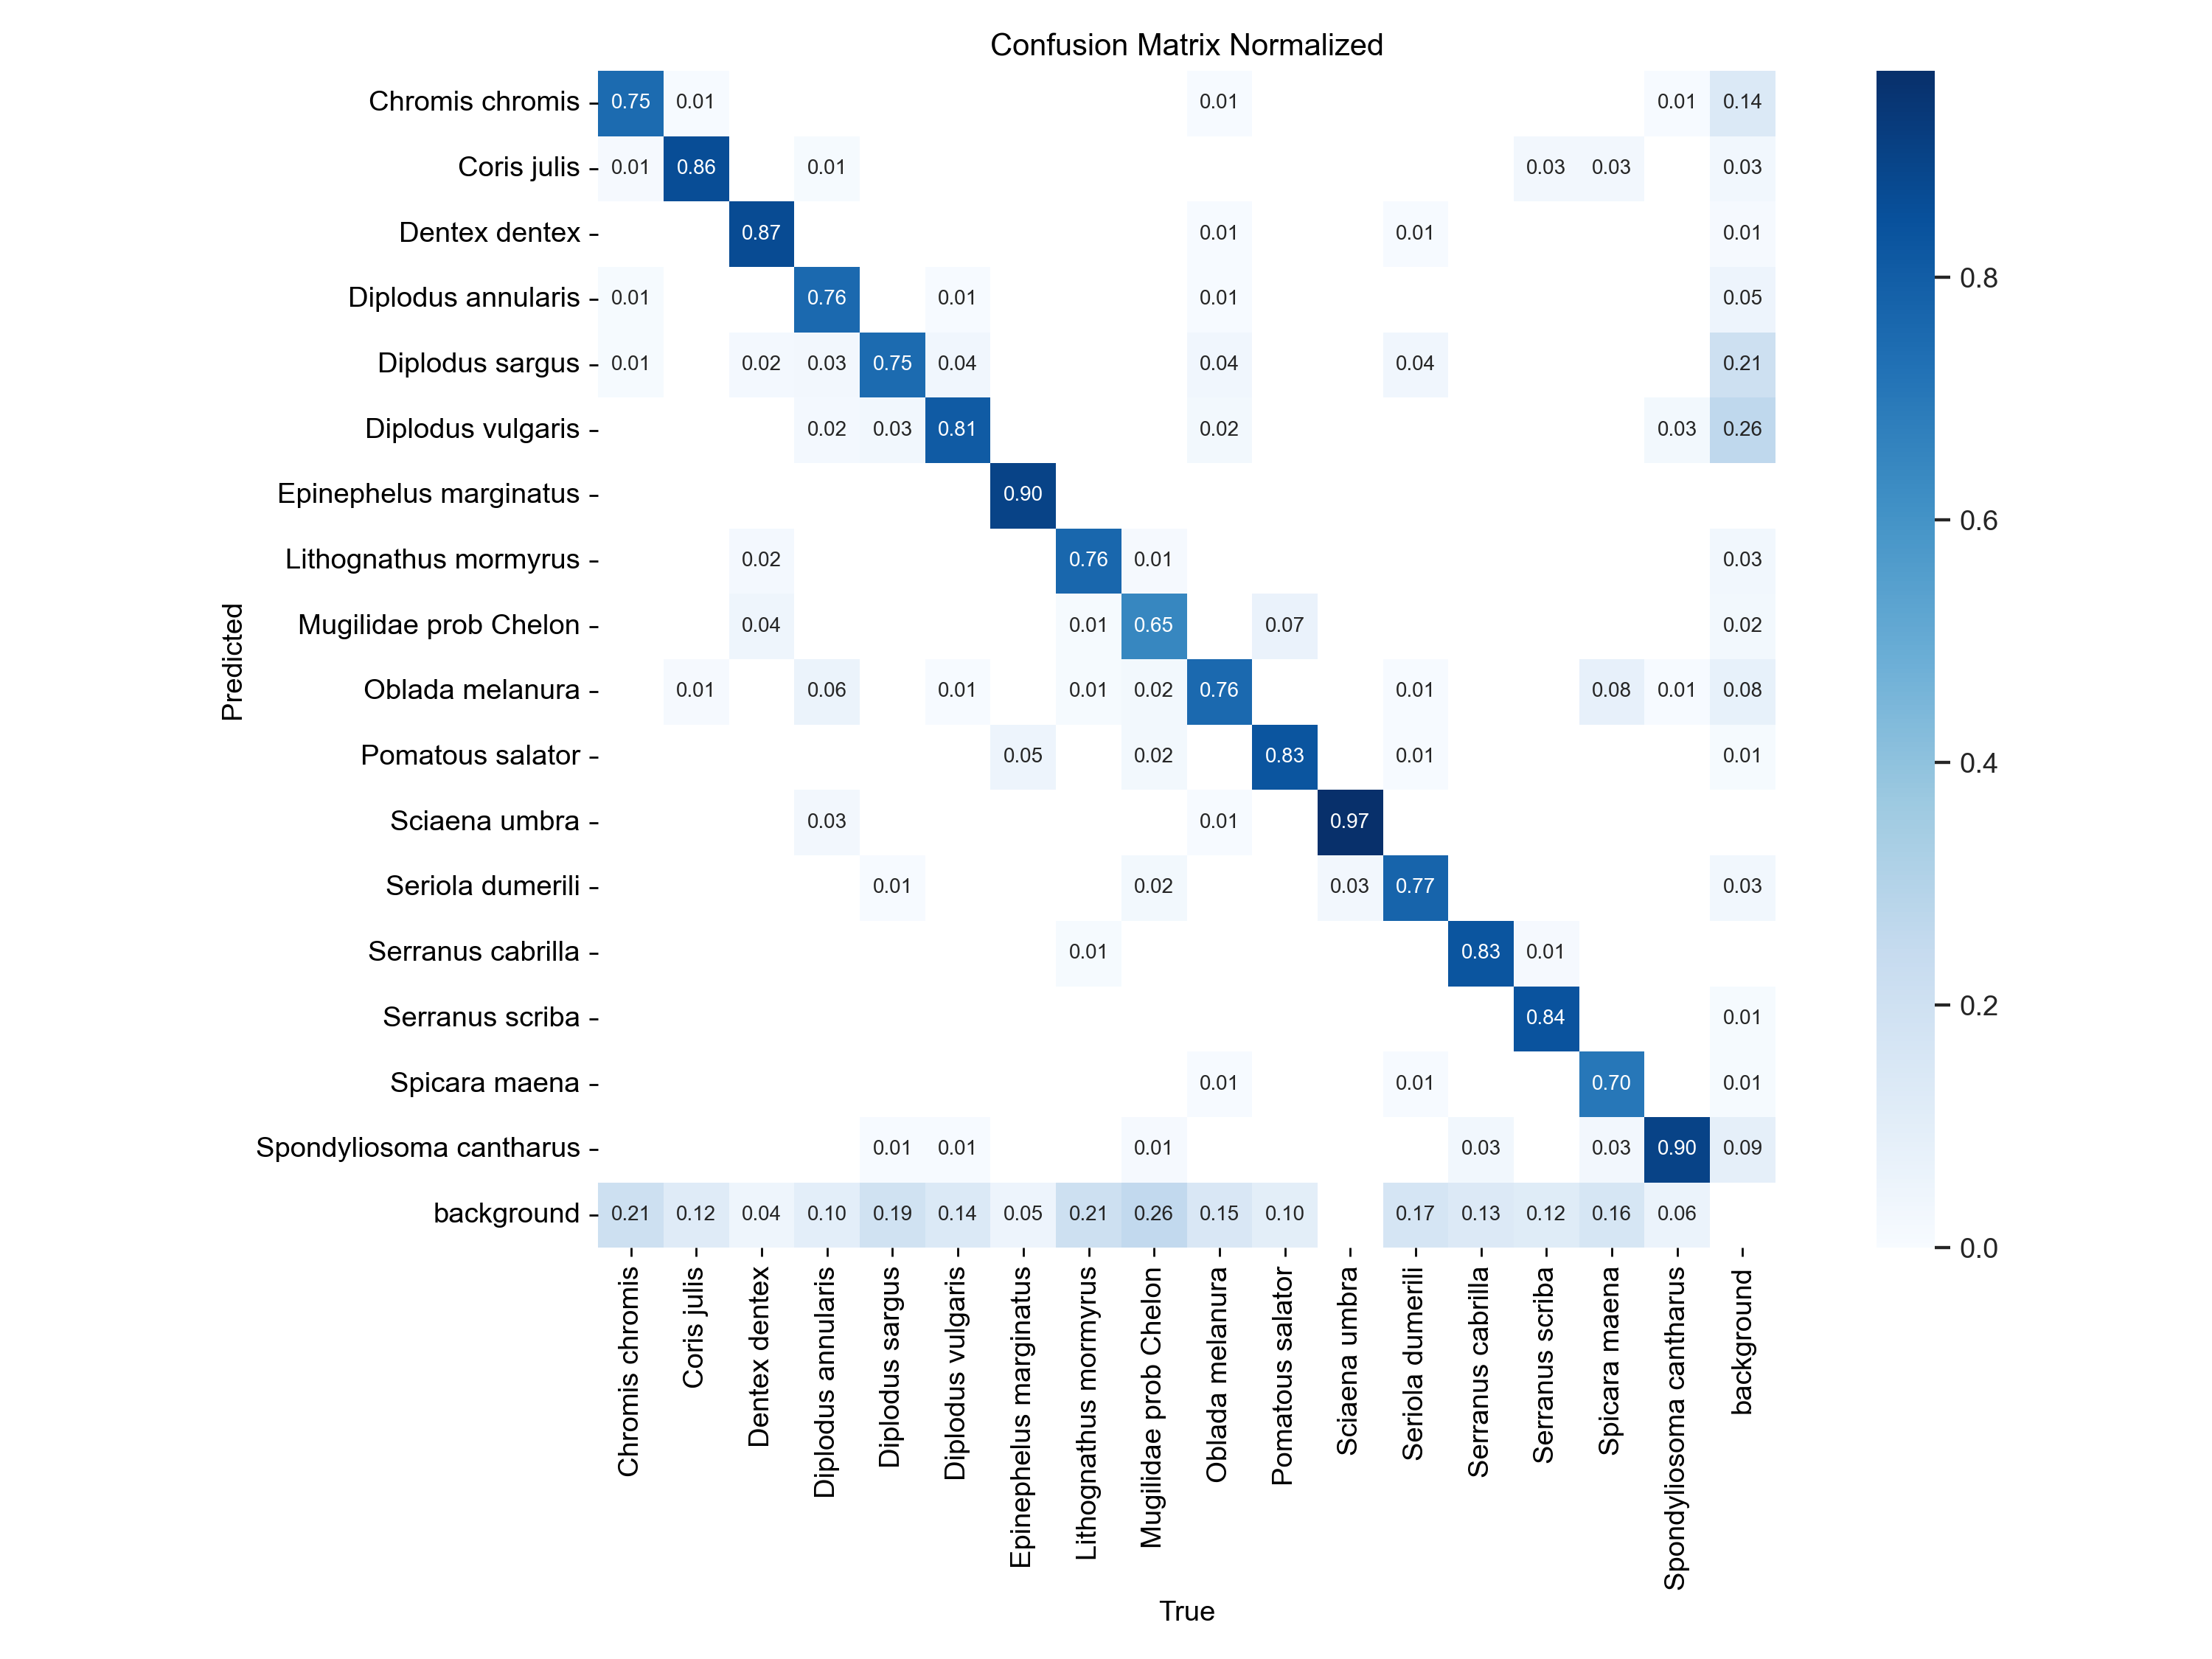 Confusion Matrix Normalized
Chromis chromis 0.75 0.01 0.01 0.01 0.14
Coris julis 0.01 0.86 0.01 0.03 0.03 0.03
Dentex dentex 0.87 0.01 0.01 0.01
Diplodus annularis 0.01 0.76 0.01 0.01 0.05
Diplodus sargus 0.01 0.02 0.03 0.75 0.04 0.04 0.04 0.21
Diplodus vulgaris 0.02 0.03 0.81 0.02 0.03 0.26
Epinephelus marginatus 0.90
Lithognathus mormyrus 0.02 0.76 0.01 0.03
Mugilidae prob Chelon 0.04 0.01 0.65 0.07 0.02
Oblada melanura 0.01 0.06 0.01 0.01 0.02 0.76 0.01 0.08 0.01 0.08
Pomatous salator 0.05 0.02 0.83 0.01 0.01
Sciaena umbra 0.03 0.01 0.97
Seriola dumerili 0.01 0.02 0.03 0.77 0.03
Serranus cabrilla 0.01 0.83 0.01
Serranus scriba 0.84 0.01
Spicara maena 0.01 0.01 0.70 0.01
Spondyliosoma cantharus 0.01 0.01 0.01 0.03 0.03 0.90 0.09
background 0.21 0.12 0.04 0.10 0.19 0.14 0.05 0.21 0.26 0.15 0.10 0.17 0.13 0.12 0.16 0.06
Predicted
Chromis chromis
Coris julis
Dentex dentex
Diplodus annularis
Diplodus sargus
Diplodus vulgaris
Epinephelus marginatus
Lithognathus mormyrus
Mugilidae prob Chelon
Oblada melanura
Pomatous salator
Sciaena umbra
Seriola dumerili
Serranus cabrilla
Serranus scriba
Spicara maena
Spondyliosoma cantharus
background
True
0.8
0.6
0.4
0.2
0.0